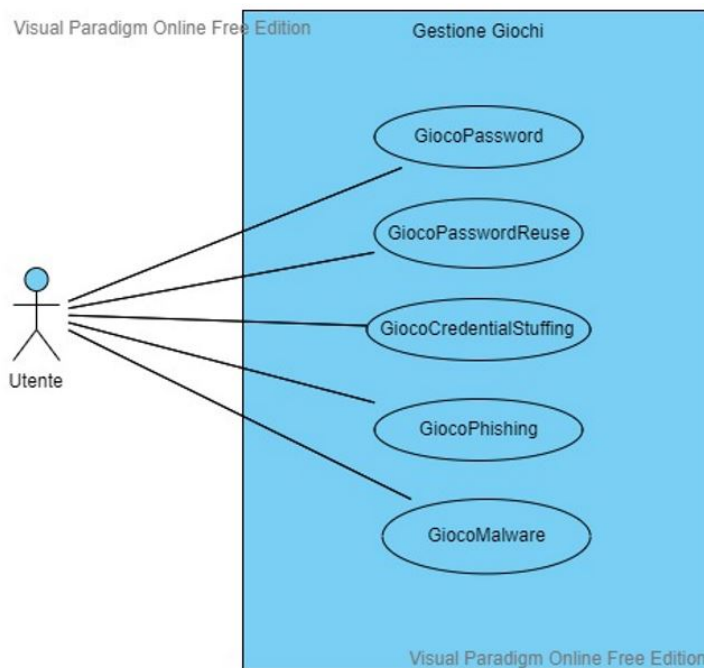 Visual Paradigm Online Free Edition
Gestione Giochi
GiocoPassword
GiocoPasswordReuse
GiocoCredentialStuffing
Utente
GiocoPhishing
GiocoMalware
Visual Paradigm Online Free Edition